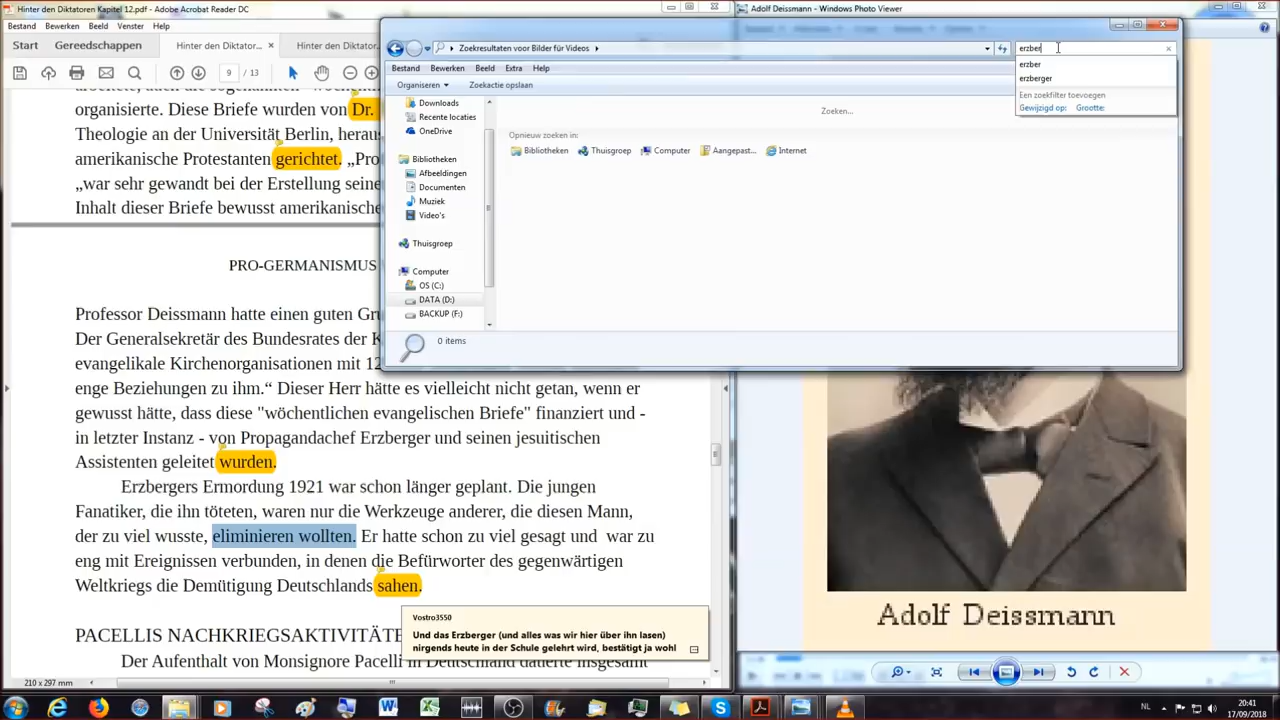 Hinter den Diktatoren Kapitel 12.pdf - Adobe Acrobat Reader DC
Bestand Bewerken Beeld Venster Help
Start Gereedschappen Hinter den Diktator... × Hinter den Diktator...
9 / 13
organisierte. Diese Briefe wurden von Dr.
Theologie an der Universität Berlin, heraus
amerikanische Protestanten gerichtet. „Pro
„war sehr gewandt bei der Erstellung seine
Inhalt dieser Briefe bewusst amerikanische
PRO-GERMANISMUS
Professor Deissmann hatte einen guten Gru
Der Generalsekretär des Bundesrates der K
evangelikale Kirchenorganisationen mit 12
enge Beziehungen zu ihm.“ Dieser Herr hätte es vielleicht nicht getan, wenn er
gewusst hätte, dass diese "wöchentlichen evangelischen Briefe" finanziert und -
in letzter Instanz - von Propagandachef Erzberger und seinen jesuitischen
Assistenten geleitet wurden.
Erzbergers Ermordung 1921 war schon länger geplant. Die jungen
Fanatiker, die ihn töteten, waren nur die Werkzeuge anderer, die diesen Mann,
der zu viel wusste, eliminieren wollten. Er hatte schon zu viel gesagt und war zu
eng mit Ereignissen verbunden, in denen die Befürworter des gegenwärtigen
Weltkriegs die Demütigung Deutschlands sahen.
Vostro3550
Und das Erzberger (und alles was wir hier über ihn lasen)
nirgends heute in der Schule gelehrt wird, bestätigt ja wohl
PACELLIS NACHKRIEGSAKTIVITÄTE
Der Aufenthalt von Monsignore Pacelli in Deutschland dauerte insgesamt
210 x 297 mm
Adolf Deissmann - Windows Photo Viewer
Zoekresultaten voor Bilder für Videos
erzber
Bestand Bewerken Beeld Extra Help
Organiseren Zoekactie opslaan
erzber
erzberger
Een zoekfilter toevoegen
Gewijzigd op: Grootte:
Downloads
Recente locaties
OneDrive
Bibliotheken
Afbeeldingen
Documenten
Muziek
Video's
Thuisgroep
Computer
OS (C:)
DATA (D:)
BACKUP (F:)
Zoeken...
Opnieuw zoeken in:
Bibliotheken Thuisgroep Computer Aangepast... Internet
0 items
Adolf Deissmann
NL
20:41
17/09/2018